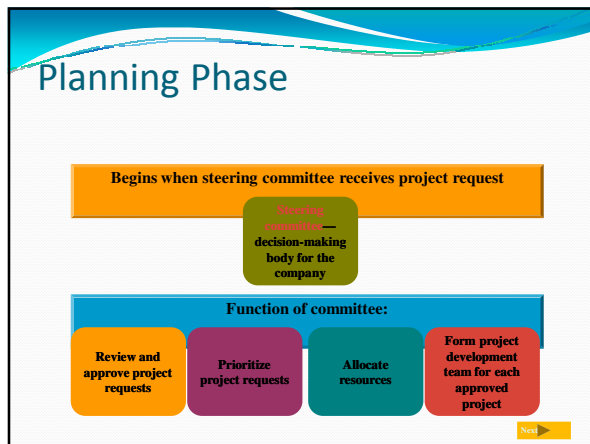 Planning Phase
Begins when steering committee receives project request
Steering
committee—
decision-making
body for the
company
Function of committee:
Review and
approve project
requests
Prioritize
project requests
Allocate
resources
Form project
development
team for each
approved
project
Next